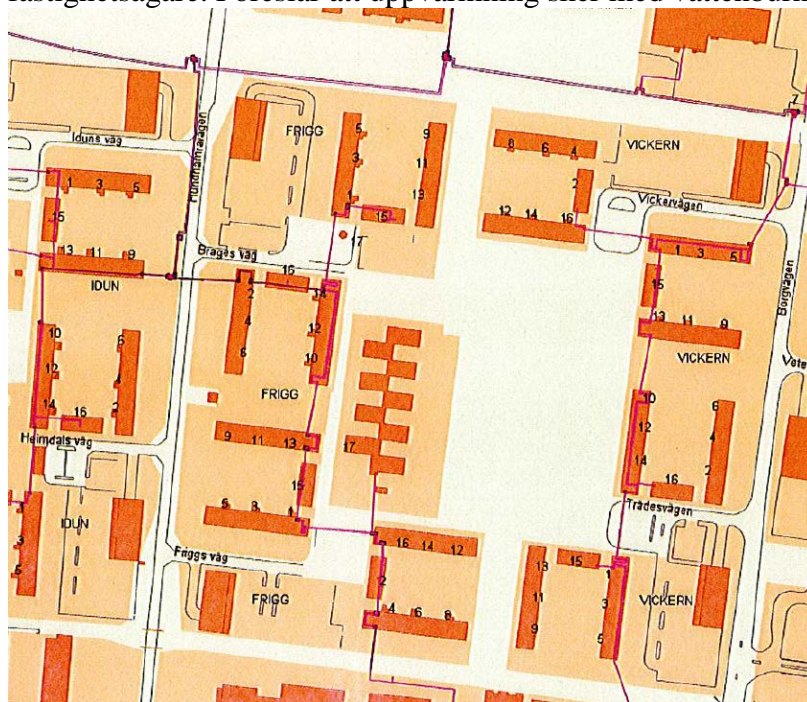 fastighetsägare. Föreslår att uppvärmning sker med vattenburn
7
FRIGG
5 9
3 11
1 13
15
17
8 6 4
VICKERN
2
12 14 16
Iduns väg
1 3 5
15
13 11 9
IDUN
Brages väg
Vickervägen
1 3 5
15
13 11 9
VICKERN
Borgvägen
16
2 14
4 12
6 10
FRIGG
9 11 13
15
5 3 1
17
10 6
12 4
14 2
16
Heimdals väg
IDUN
1
3
5
10 6
12 4
14 2
16
Trädesvägen
Friggs väg
FRIGG
16 14 12
2
4 6 8
13 15 1
11 3
9 5
VICKERN